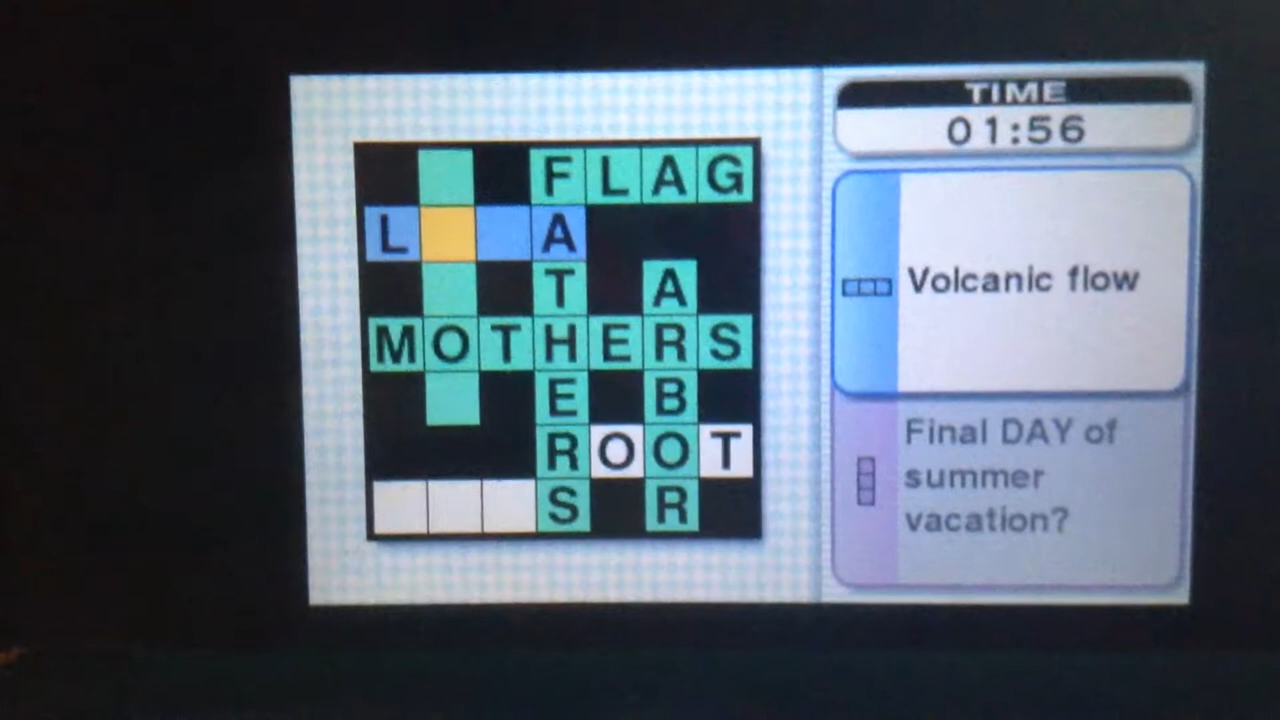 TIME
01:56
FLAG
L A
T A
MOTHERS
E B
ROOT
S R
Volcanic flow
Final DAY of
summer
vacation?